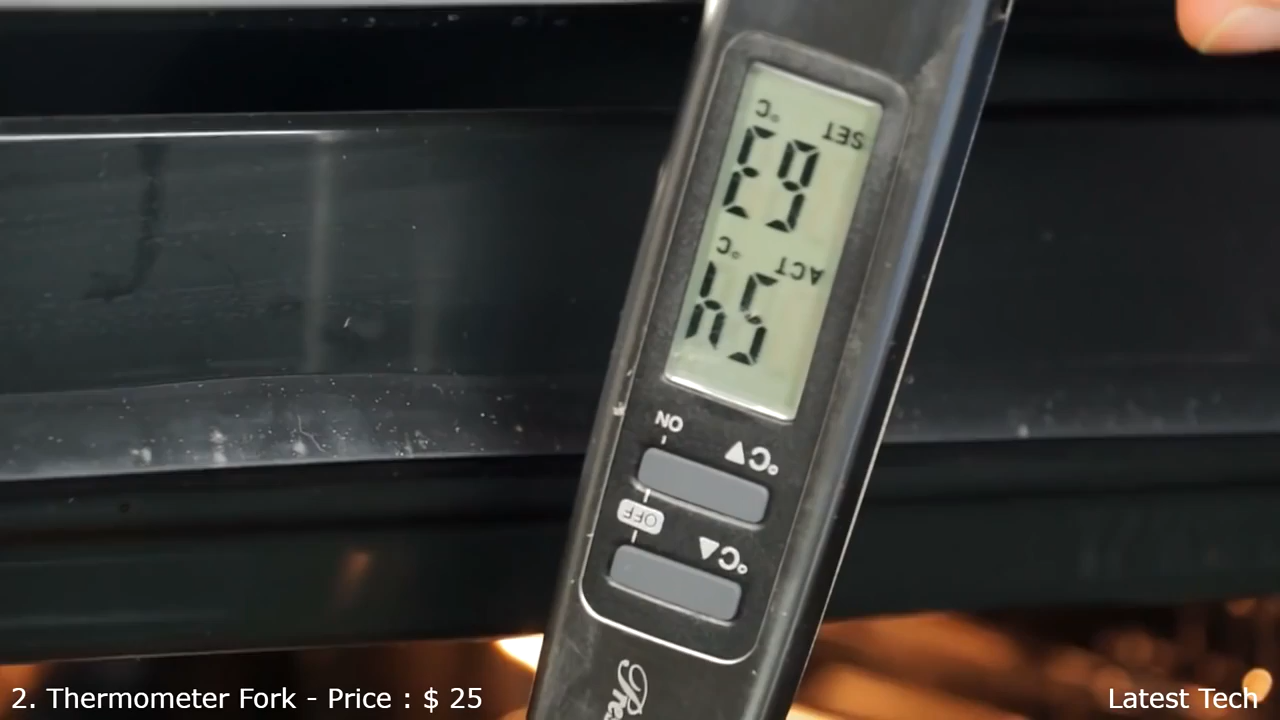 SET
63 °C
ACT
54 °C
ON
°C ▼
OFF
°C ▲
2. Thermometer Fork - Price : $ 25
Latest Tech